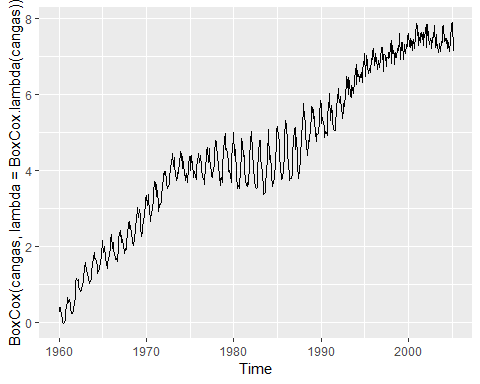 BoxCox(cangas, lambda = BoxCox.lambda(cangas))
8
6
4
2
0
1960 1970 1980 1990 2000
Time